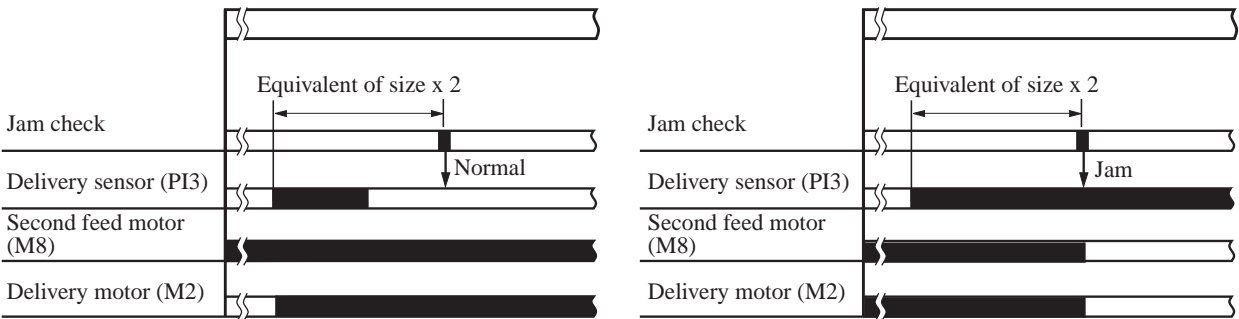 Equivalent of size x 2
Jam check
Normal
Delivery sensor (PI3)
Second feed motor
(M8)
Delivery motor (M2)
Equivalent of size x 2
Jam check
Jam
Delivery sensor (PI3)
Second feed motor
(M8)
Delivery motor (M2)